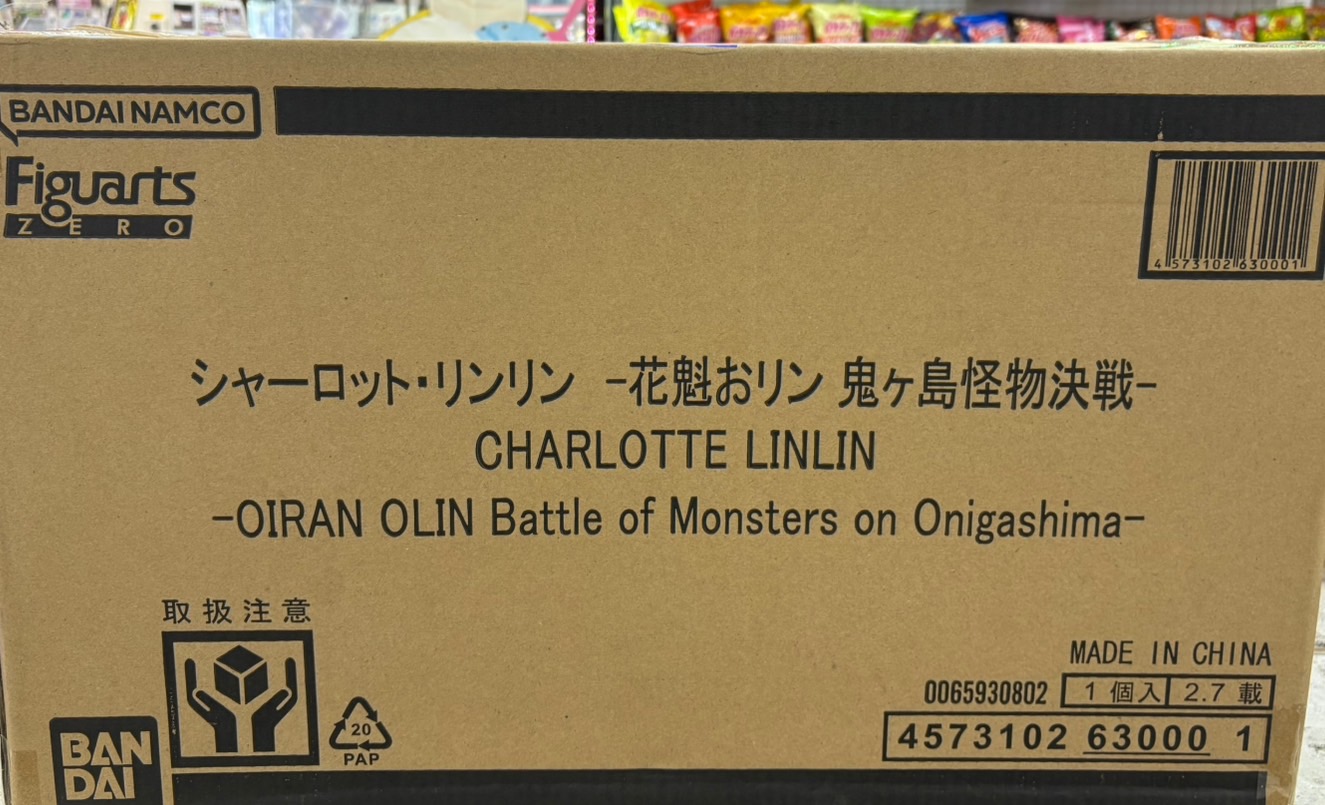 BANDAI NAMCO
Figuarts
ZERO
4 573102 630001
シャーロット・リンリン -花魁おリン 鬼ヶ島怪物決戦-
CHARLOTTE LINLIN
-OIRAN OLIN Battle of Monsters on Onigashima-
取扱注意
20
PAP
BAN
DAI
MADE IN CHINA
0065930802 1個入 2.7載
4573102 63000 1